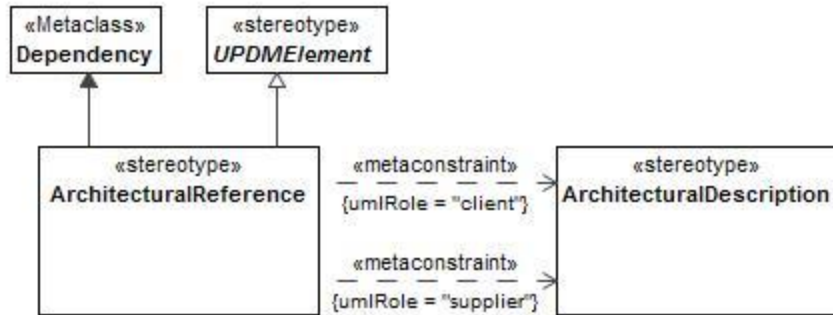 «Metaclass»
Dependency
«stereotype»
UPDMElement
«stereotype»
ArchitecturalReference
«metaconstraint»
{umlRole = "client"}
«metaconstraint»
{umlRole = "supplier"}
«stereotype»
ArchitecturalDescription